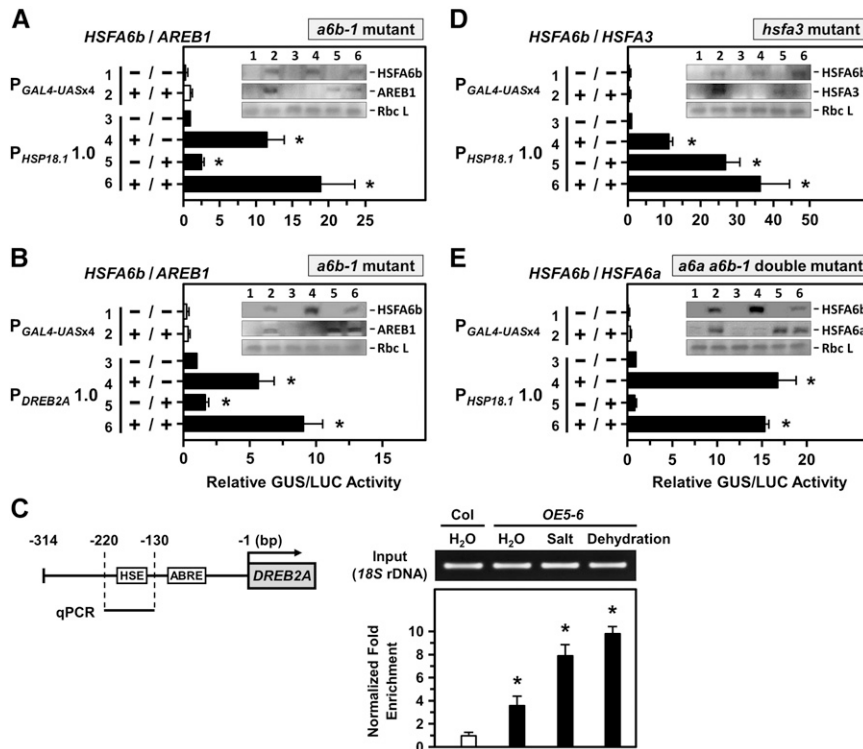 A
HSFA6b / AREB1
a6b-1 mutant
1 2 3 4 5 6
HSFA6b
AREB1
Rbc L
PGAL4-UASx4
1 − / −
2 + / +
PHSP18.1 1.0
3 − / −
4 + / −
5 − / +
6 + / +
*
*
*
0 5 10 15 20 25
B
HSFA6b / AREB1
a6b-1 mutant
1 2 3 4 5 6
HSFA6b
AREB1
Rbc L
PGAL4-UASx4
1 − / −
2 + / +
PDREB2A 1.0
3 − / −
4 + / −
5 − / +
6 + / +
*
*
*
0 5 10 15
Relative GUS/LUC Activity
D
HSFA6b / HSFA3
hsfa3 mutant
1 2 3 4 5 6
HSFA6b
HSFA3
Rbc L
PGAL4-UASx4
1 − / −
2 + / +
PHSP18.1 1.0
3 − / −
4 + / −
5 − / +
6 + / +
*
*
*
0 10 20 30 40 50
E
HSFA6b / HSFA6a
a6a a6b-1 double mutant
1 2 3 4 5 6
HSFA6b
HSFA6a
Rbc L
PGAL4-UASx4
1 − / −
2 + / +
PHSP18.1 1.0
3 − / −
4 + / −
5 − / +
6 + / +
*
*
0 5 10 15 20
Relative GUS/LUC Activity
C
-314 -220 -130 -1 (bp)
HSE ABRE DREB2A
qPCR
Col OE5-6
H2O H2O Salt Dehydration
Input
(18S rDNA)
Normalized Fold
Enrichment
10
8
6
4
2
0
*
*
*